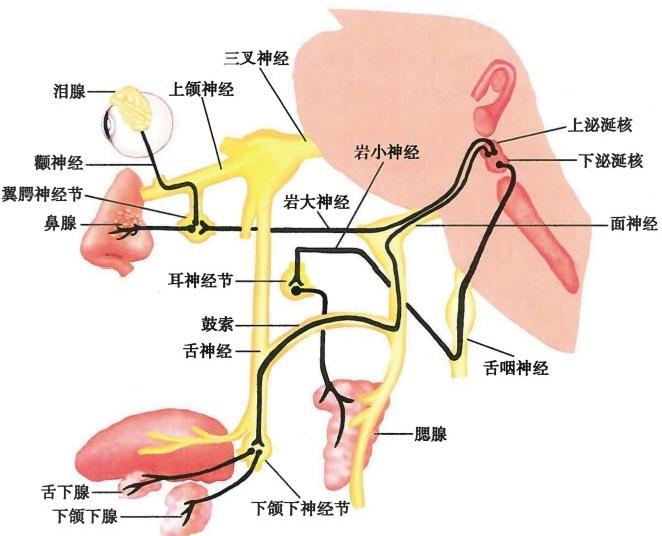 三叉神经
泪腺
上颌神经
上泌涎核
岩小神经
下泌涎核
颧神经
翼腭神经节
岩大神经
鼻腺
面神经
耳神经节
鼓索
舌神经
舌咽神经
腮腺
舌下腺
下颌下腺
下颌下神经节